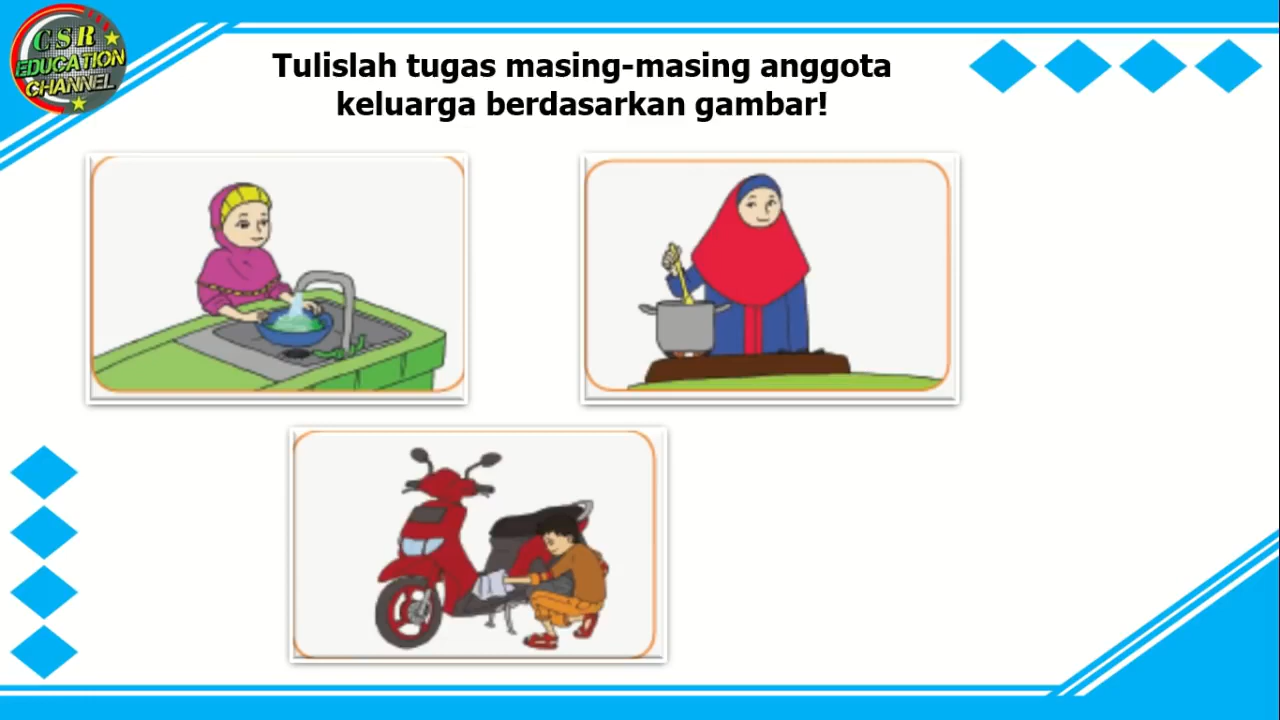 CSR
EDUCATION
CHANNEL
Tulislah tugas masing-masing anggota
keluarga berdasarkan gambar!